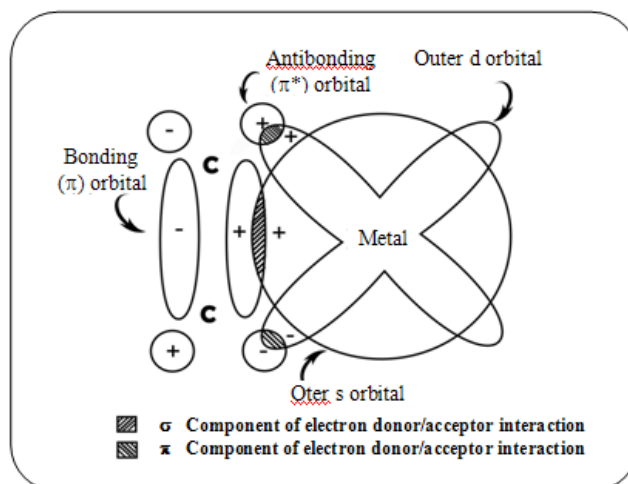 Antibonding
(π*) orbital
Outer d orbital
- + +
Bonding
(π) orbital
C
- + +
Metal
C
+ - -
Oter s orbital
σ Component of electron donor/acceptor interaction
π Component of electron donor/acceptor interaction